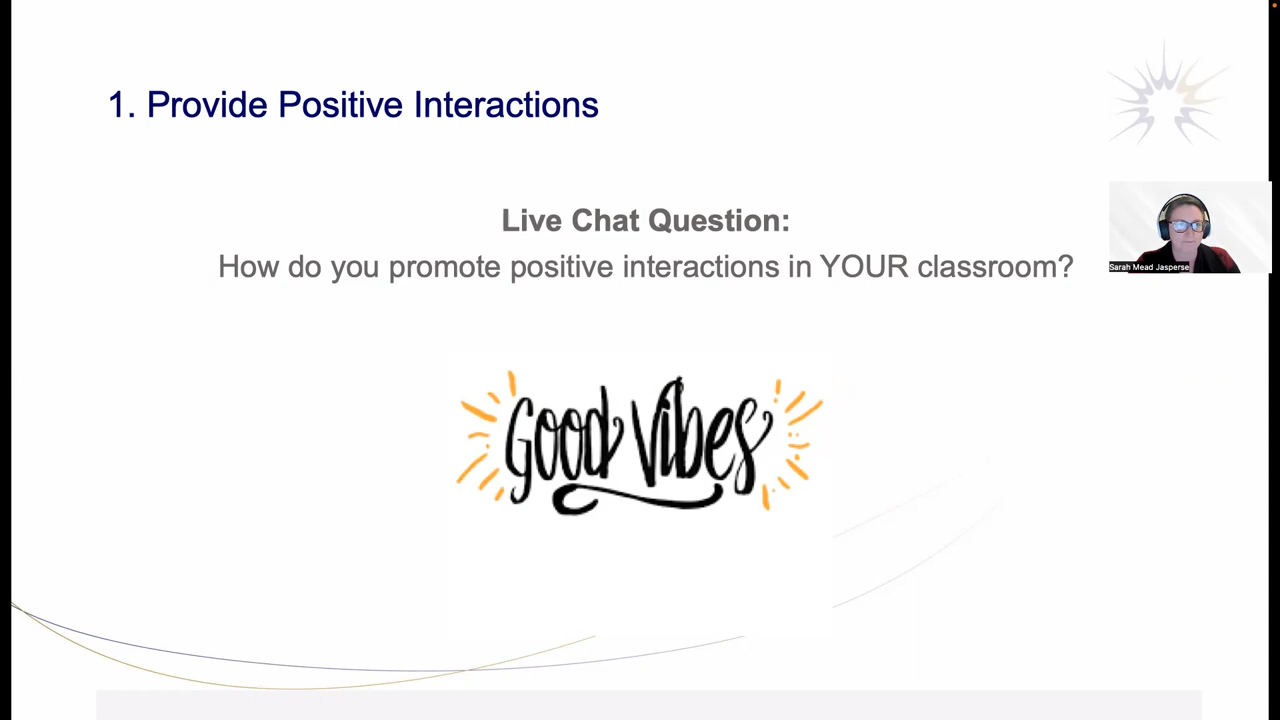 1. Provide Positive Interactions
Live Chat Question:
How do you promote positive interactions in YOUR classroom?
Sarah Mead Jasperse
Good Vibes